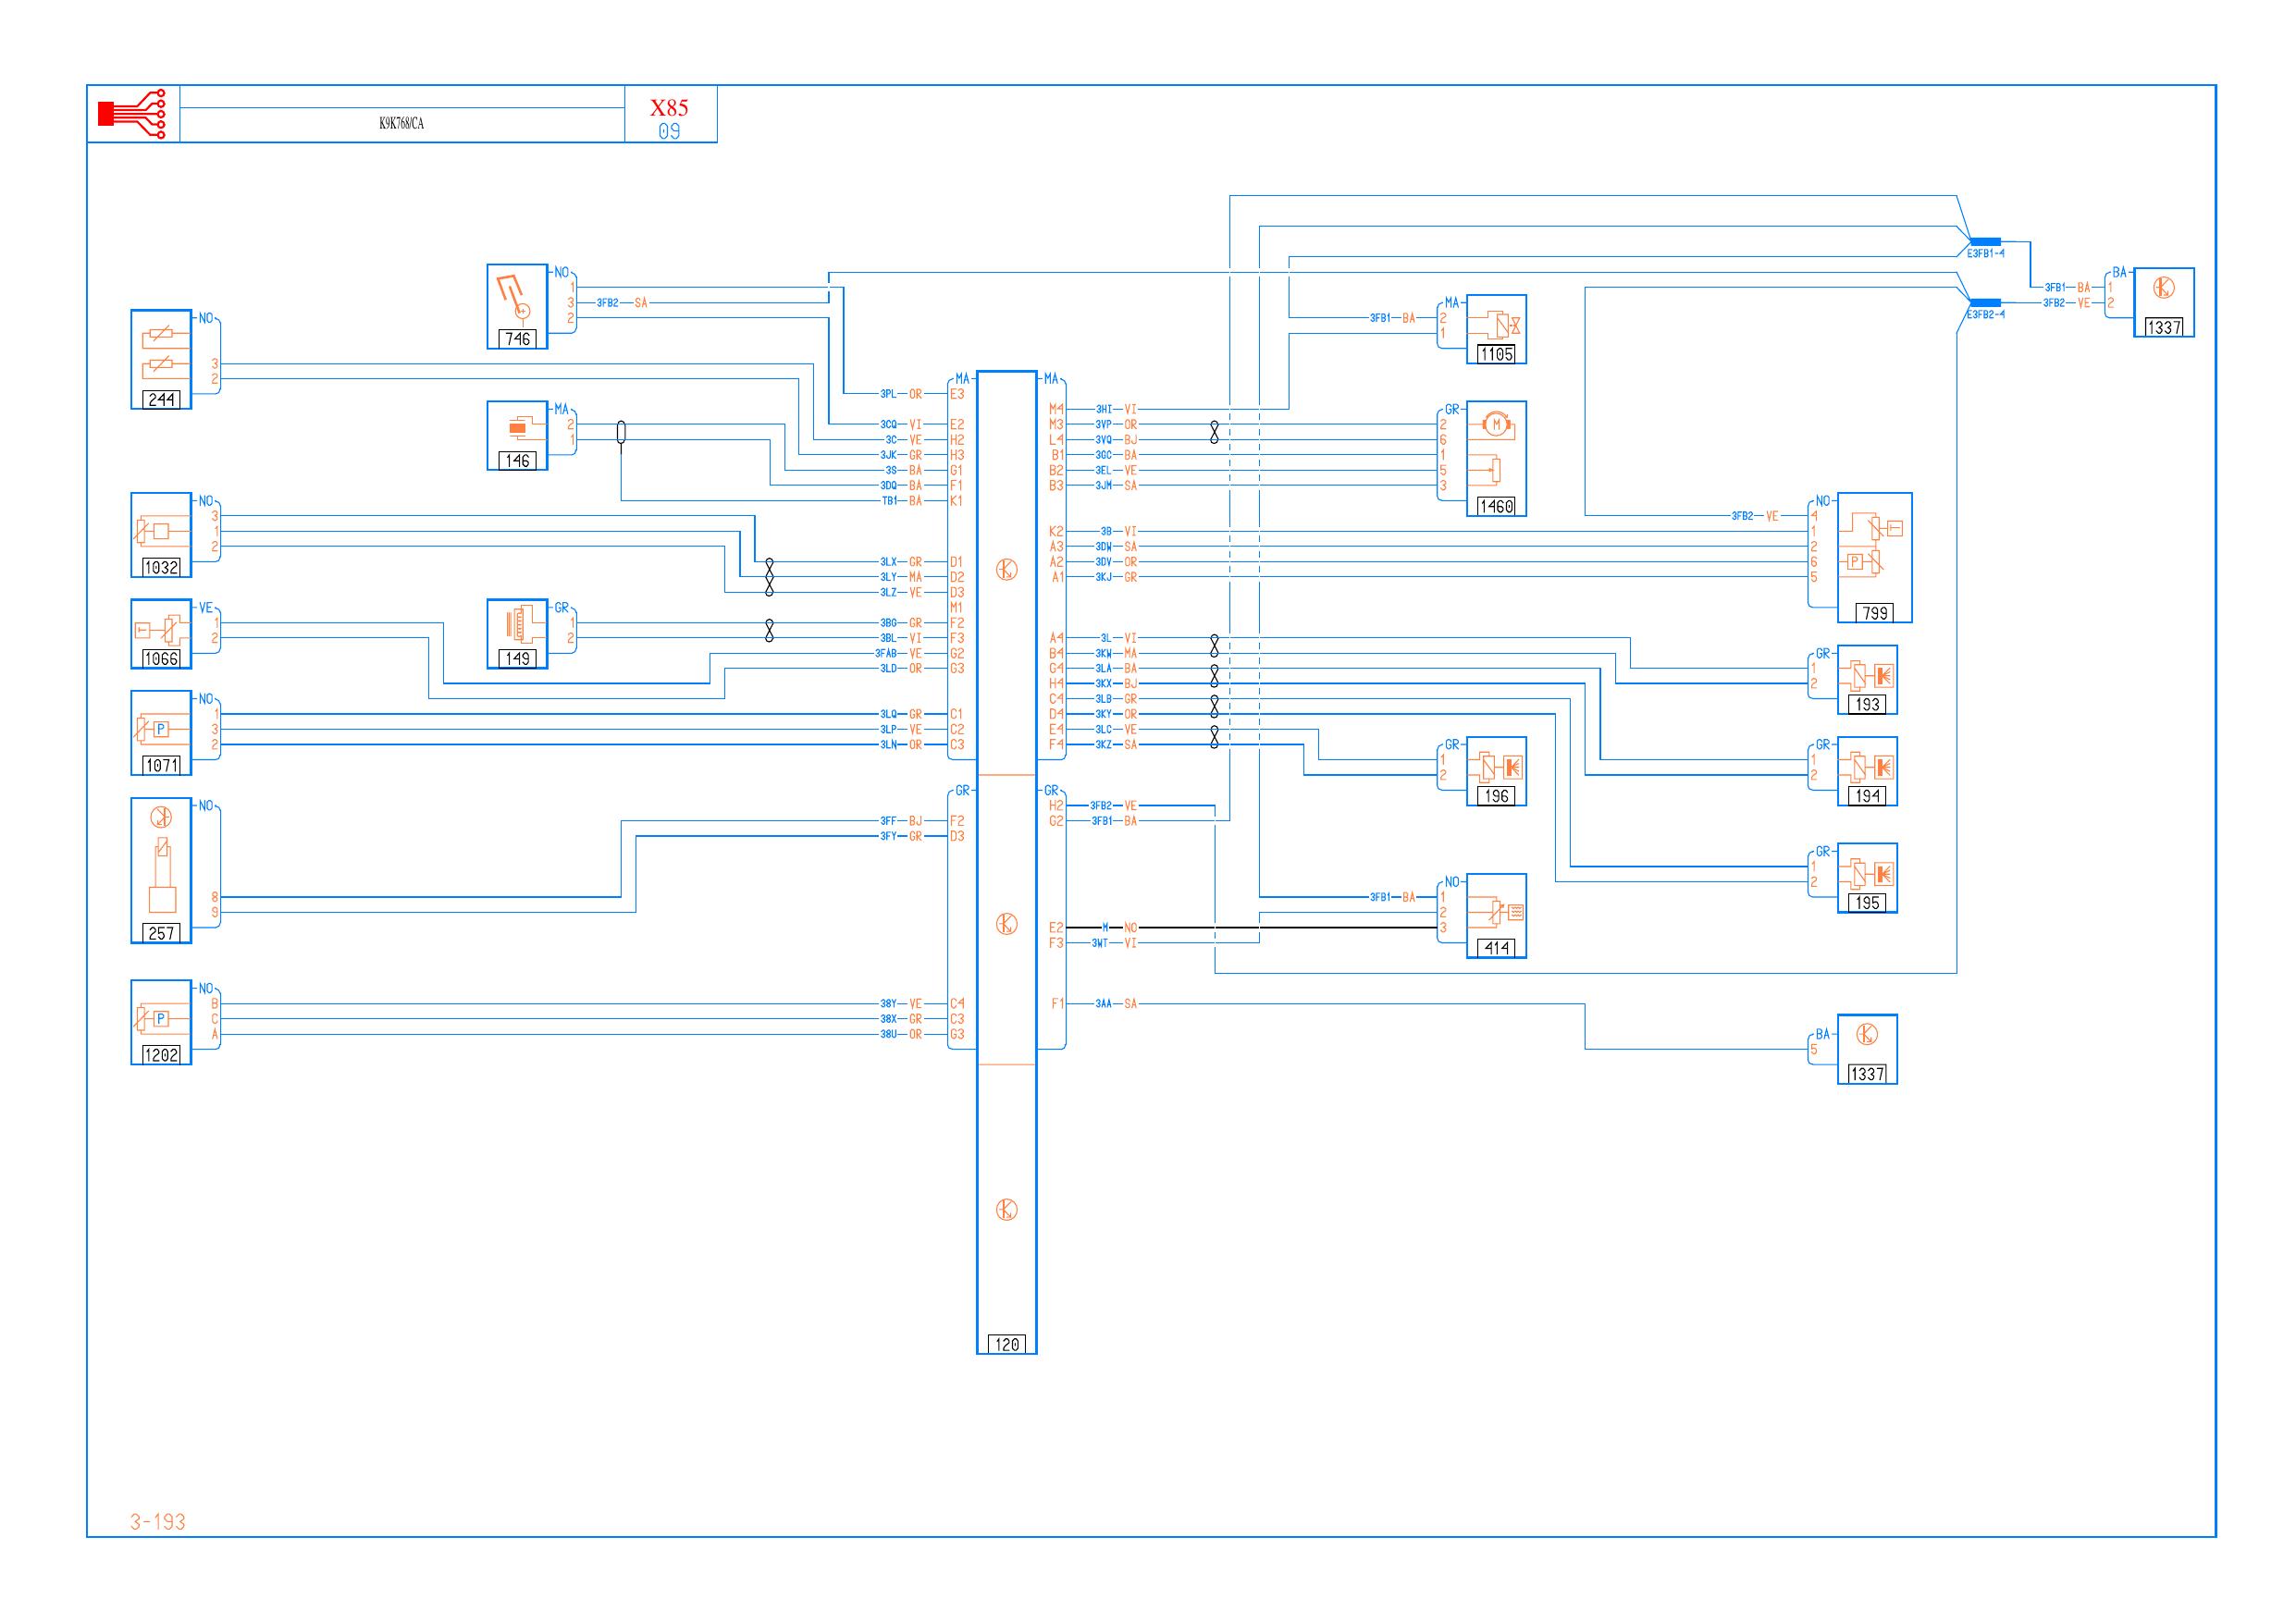 K9K768/CA
X85
09
E3FB1-4
NO
BA
1
3FB1 BA 1
3 3FB2 SA
3FB2 VE 2
2
MA
E3FB2-4
NO
3FB1 BA 2
1337
746
1
1105
3
2
MA
MA
244
3PL OR E3
MA
M4 3HI VI
GR
2
3CQ VI E2
M3 3VP OR
2
1
3C VE H2
L4 3VQ BJ
6
146
3JK GR H3
B1 3GC BA
1
3S BA G1
B2 3EL VE
5
3DQ BA F1
B3 3JM SA
3
NO
TB1 BA K1
1460
NO
3
3FB2 VE 4
1
K2 3B VI
1
2
A3 3DW SA
2
1032
3LX GR D1
A2 3DV OR
6
3LY MA D2
A1 3KJ GR
5
3LZ VE D3
VE
GR
M1
799
1
1
3BG GR F2
2
2
3BL VI F3
A4 3L VI
1066
149
3FAB VE G2
B4 3KW MA
GR
3LD OR G3
G4 3LA BA
1
H4 3KX BJ
2
NO
C4 3LB GR
193
1
3LQ GR C1
D4 3KY OR
3
3LP VE C2
E4 3LC VE
2
3LN OR C3
F4 3KZ SA
GR
GR
P
1071
1
1
2
2
GR
GR
196
194
NO
H2 3FB2 VE
3FF BJ F2
G2 3FB1 BA
3FY GR D3
GR
1
NO
2
8
3FB1 BA 1
195
9
2
257
E2 M NO
3
F3 3WT VI
414
NO
B
38Y VE C4
F1 3AA SA
C
38X GR C3
A
38U OR G3
BA
P
1202
5
1337
T
P
T
M
120
3-193